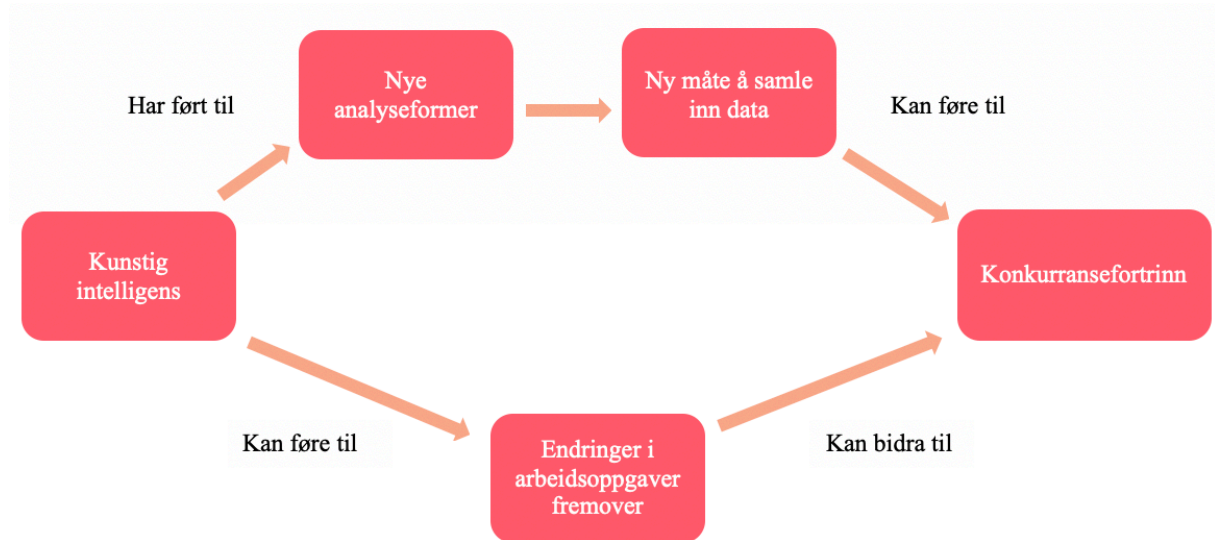 Nye
analyseformer
Ny måte å samle
inn data
Har ført til
Kan føre til
Kunstig
intelligens
Konkurransefortrinn
Kan føre til
Endringer i
arbeidsoppgaver
fremover
Kan bidra til